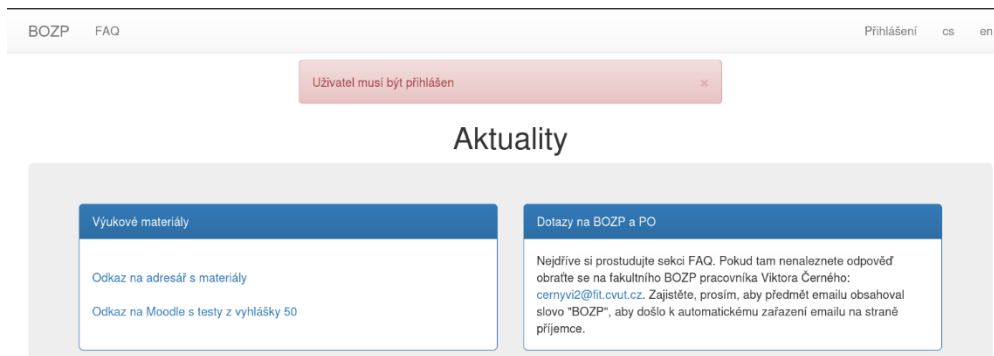 BOZP FAQ Přihlášení cs en
Uživatel musí být přihlášen ×
Aktuality
Výukové materiály
Odkaz na adresář s materiály
Odkaz na Moodle s testy z vyhlášky 50
Dotazy na BOZP a PO
Nejdříve si prostudujte sekci FAQ. Pokud tam nenaleznete odpověď
obraťte se na fakultního BOZP pracovníka Viktora Černého:
cernyvi2@fit.cvut.cz. Zajistěte, prosím, aby předmět emailu obsahoval
slovo "BOZP", aby došlo k automatickému zařazení emailu na straně
příjemce.